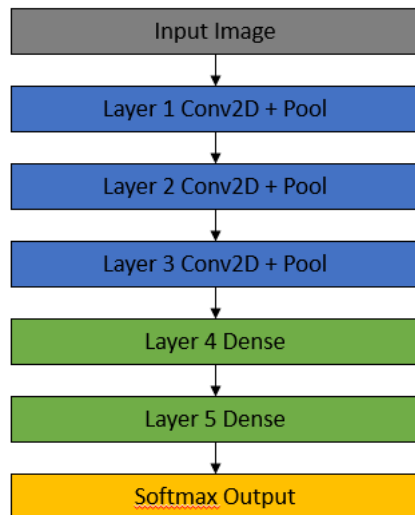 Input Image
Layer 1 Conv2D + Pool
Layer 2 Conv2D + Pool
Layer 3 Conv2D + Pool
Layer 4 Dense
Layer 5 Dense
Softmax Output